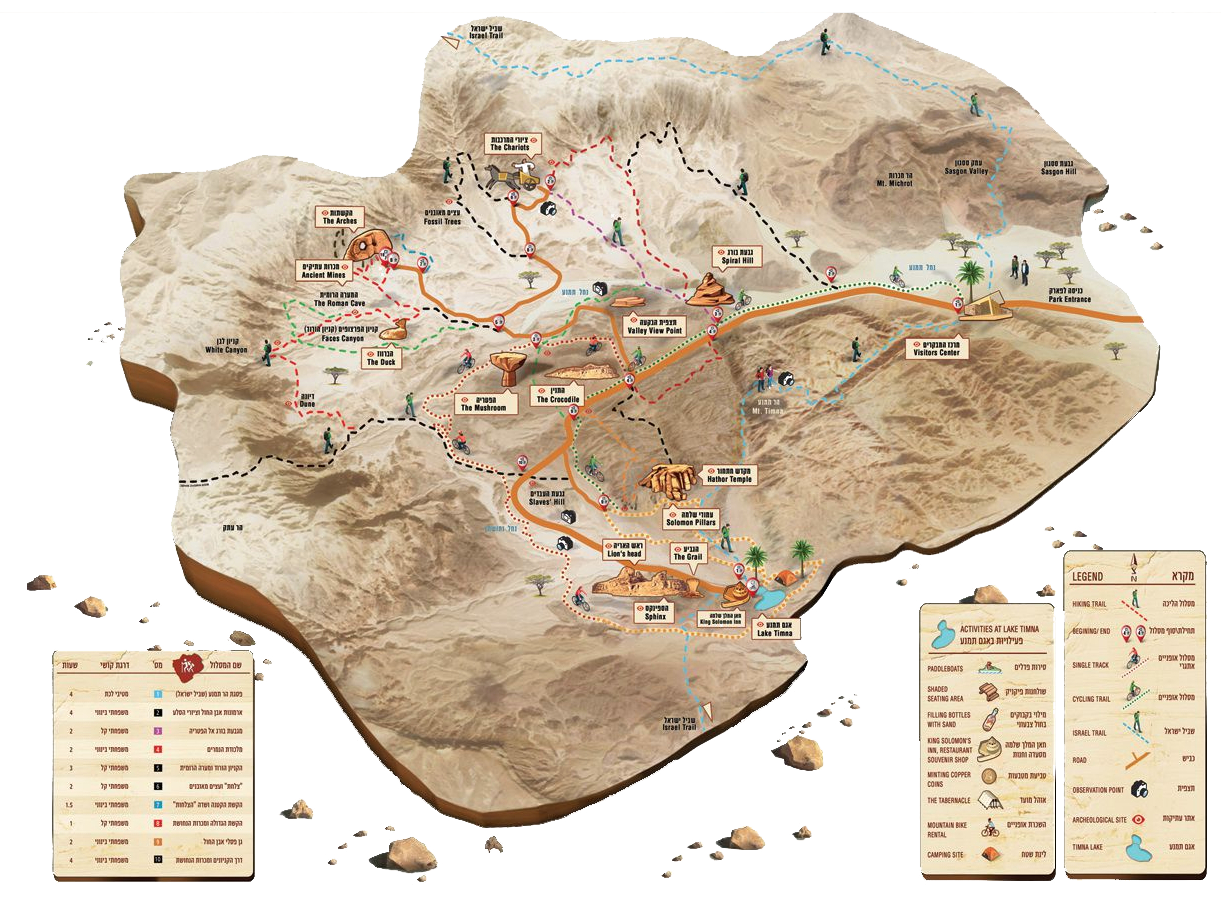 שביל ישראל
Israel Trail
ציורי המרכבות
The Chariots
עצים מאובנים
Fossil Trees
הקשתות
The Arches
מכרות עתיקים
Ancient Mines
המערה הרומית
The Roman Cave
קניון הפרצופים (קניון ורוד)
Faces Canyon
קניון לבן
White Canyon
הברווז
The Duck
דיונה
Dune
הר עתק
הר מכרות
Mt. Michrot
עמק ססגון
Sasgon Valley
גבעת ססגון
Sasgon Hill
גבעת בורג
Spiral Hill
נחל תמנע
נחל תמנע
כניסה לפארק
Park Entrance
תצפית הבקעה
Valley View Point
מרכז המבקרים
Visitors Center
הפטריה
The Mushroom
התנין
The Crocodile
הר תמנע
Mt. Timna
מקדש חתחור
Hathor Temple
גבעת העבדים
Slaves' Hill
עמודי שלמה
Solomon Pillars
ראש האריה
Lion's head
הגביע
The Grail
הספינקס
Sphinx
חאן המלך שלמה
King Solomon Inn
אגם תמנע
Lake Timna
שביל ישראל
Israel Trail
שם המסלול
מס'
דרגת קושי
שעות
פסגת הר תמנע (שביל ישראל) 1 מטיבי לכת 4
ארמונות אבן החול וציורי הסלע 2 משפחתי בינוני 4
מגבעת בורג אל הפטריה 3 משפחתי קל 2
מלכודת הנמרים 4 משפחתי בינוני 2
הקניון הורוד ומערה הרומית 5 משפחתי קל 3
"צלחות" ועצים מאובנים 6 משפחתי קל 2
הקשת הקטנה ושדה "הצלחות" 7 משפחתי בינוני 1.5
הקשת הגדולה ומכרות הנחושת 8 משפחתי קל 1
גן פסלי אבן החול 9 משפחתי בינוני 2
דרך הקניונים ומכרות הנחושת 10 משפחתי בינוני 4
ACTIVITIES AT LAKE TIMNA
פעילויות באגם תמנע
PADDLEBOATS סירות פדלים
SHADED
SEATING AREA
שולחנות פיקניק
FILLING BOTTLES
WITH SAND
מילוי בקבוקים
בחול צבעוני
KING SOLOMON'S
INN, RESTAURANT
SOUVENIR SHOP
חאן המלך שלמה
מסעדה וחנות
MINTING COPPER
COINS
טביעת מטבעות
THE TABERNACLE אוהל מועד
MOUNTAIN BIKE
RENTAL
השכרת אופניים
CAMPING SITE לינת שטח
LEGEND N מקרא
HIKING TRAIL מסלול הליכה
BEGINING/ END תחילת\סוף מסלול
SINGLE TRACK
מסלול אופניים
אתגרי
CYCLING TRAIL מסלול אופניים
ISRAEL TRAIL שביל ישראל
ROAD כביש
OBSERVATION POINT תצפית
ARCHEOLOGICAL SITE אתר עתיקות
TIMNA LAKE אגם תמנע